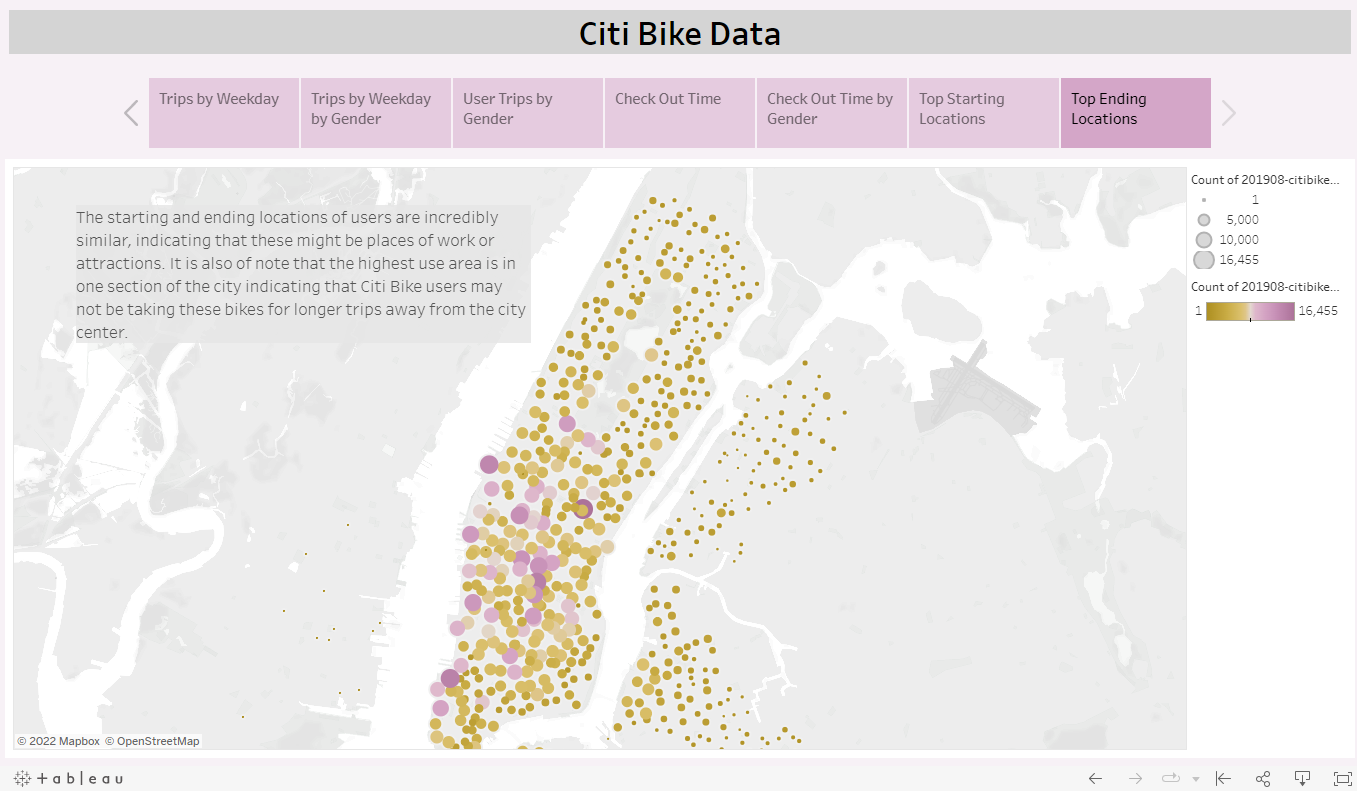 Citi Bike Data
Trips by Weekday
Trips by Weekday
by Gender
User Trips by
Gender
Check Out Time
Check Out Time by
Gender
Top Starting
Locations
Top Ending
Locations
The starting and ending locations of users are incredibly
similar, indicating that these might be places of work or
attractions. It is also of note that the highest use area is in
one section of the city indicating that Citi Bike users may
not be taking these bikes for longer trips away from the city
center.
Count of 201908-citibike...
1
5,000
10,000
16,455
Count of 201908-citibike...
1 16,455
© 2022 Mapbox © OpenStreetMap
+ a b | e a u